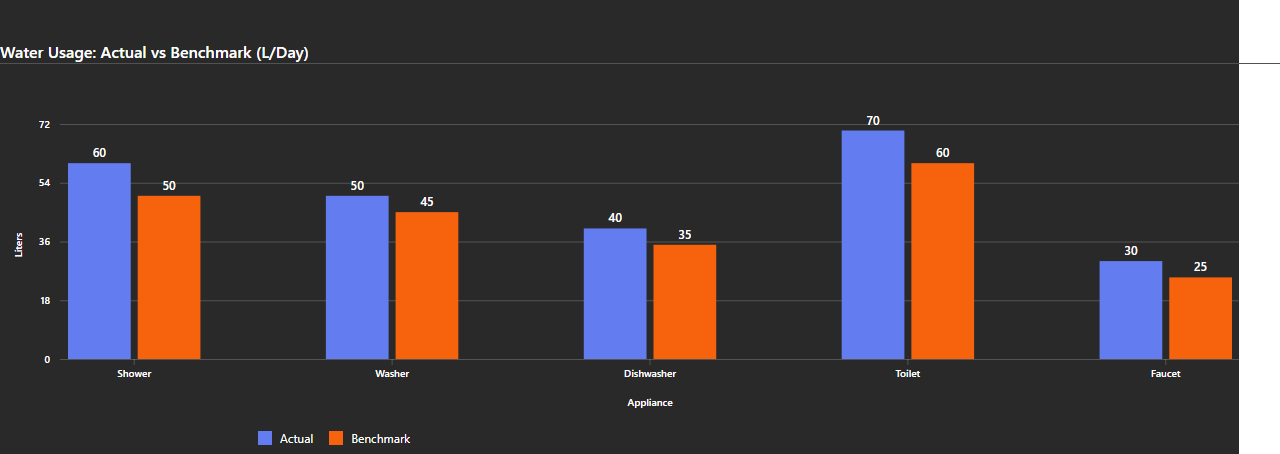 Water Usage: Actual vs Benchmark (L/Day)
72
54
36
18
0
Liters
60
50
50
45
40
35
70
60
30
25
Shower
Washer
Dishwasher
Toilet
Faucet
Appliance
Actual
Benchmark